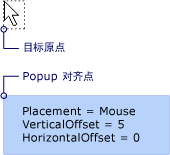 目标原点
Popup 对齐点
Placement = Mouse
VerticalOffset = 5
HorizontalOffset = 0